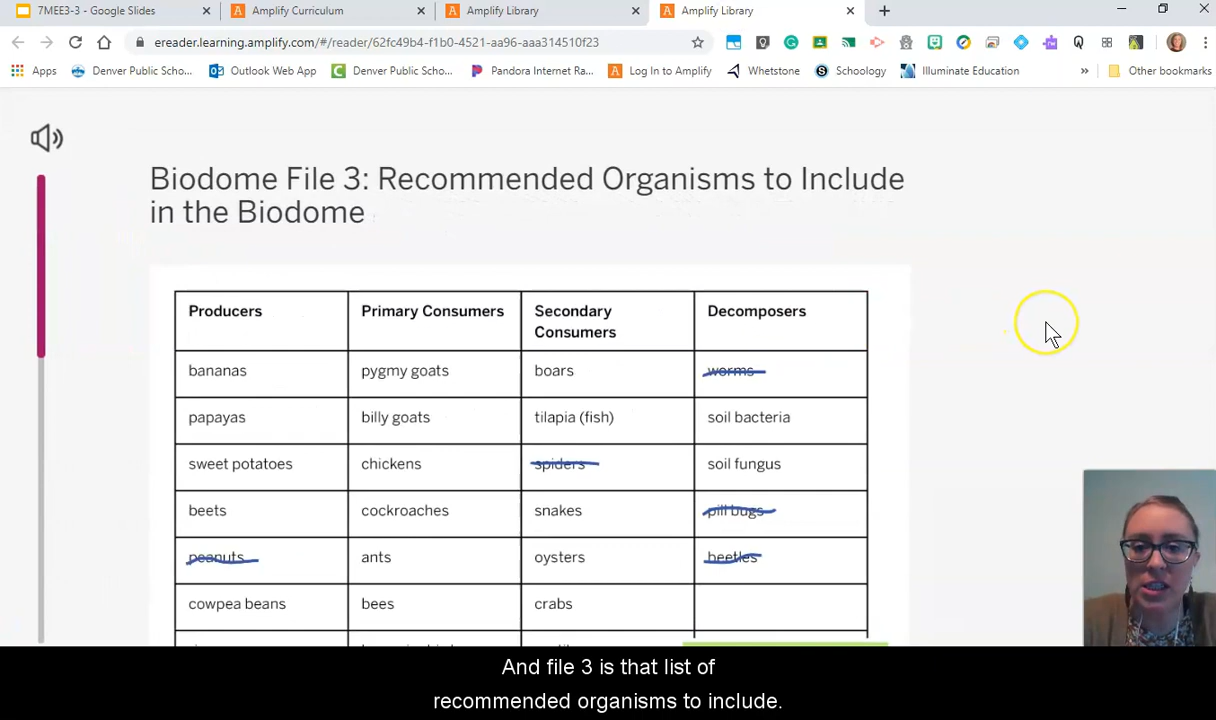 7MEE3-3 - Google Slides
Amplify Curriculum
Amplify Library
Amplify Library
ereader.learning.amplify.com/#/reader/62fc49b4-f1b0-4521-aa96-aaa314510f23
Apps Denver Public Scho... Outlook Web App Denver Public Scho... Pandora Internet Ra... Log In to Amplify Whetstone Schoology Illuminate Education » Other bookmarks
Biodome File 3: Recommended Organisms to Include
in the Biodome
Producers Primary Consumers Secondary Consumers Decomposers
bananas pygmy goats boars worms
papayas billy goats tilapia (fish) soil bacteria
sweet potatoes chickens spiders soil fungus
beets cockroaches snakes pill bugs
peanuts ants oysters beetles
cowpea beans bees crabs
And file 3 is that list of
recommended organisms to include.